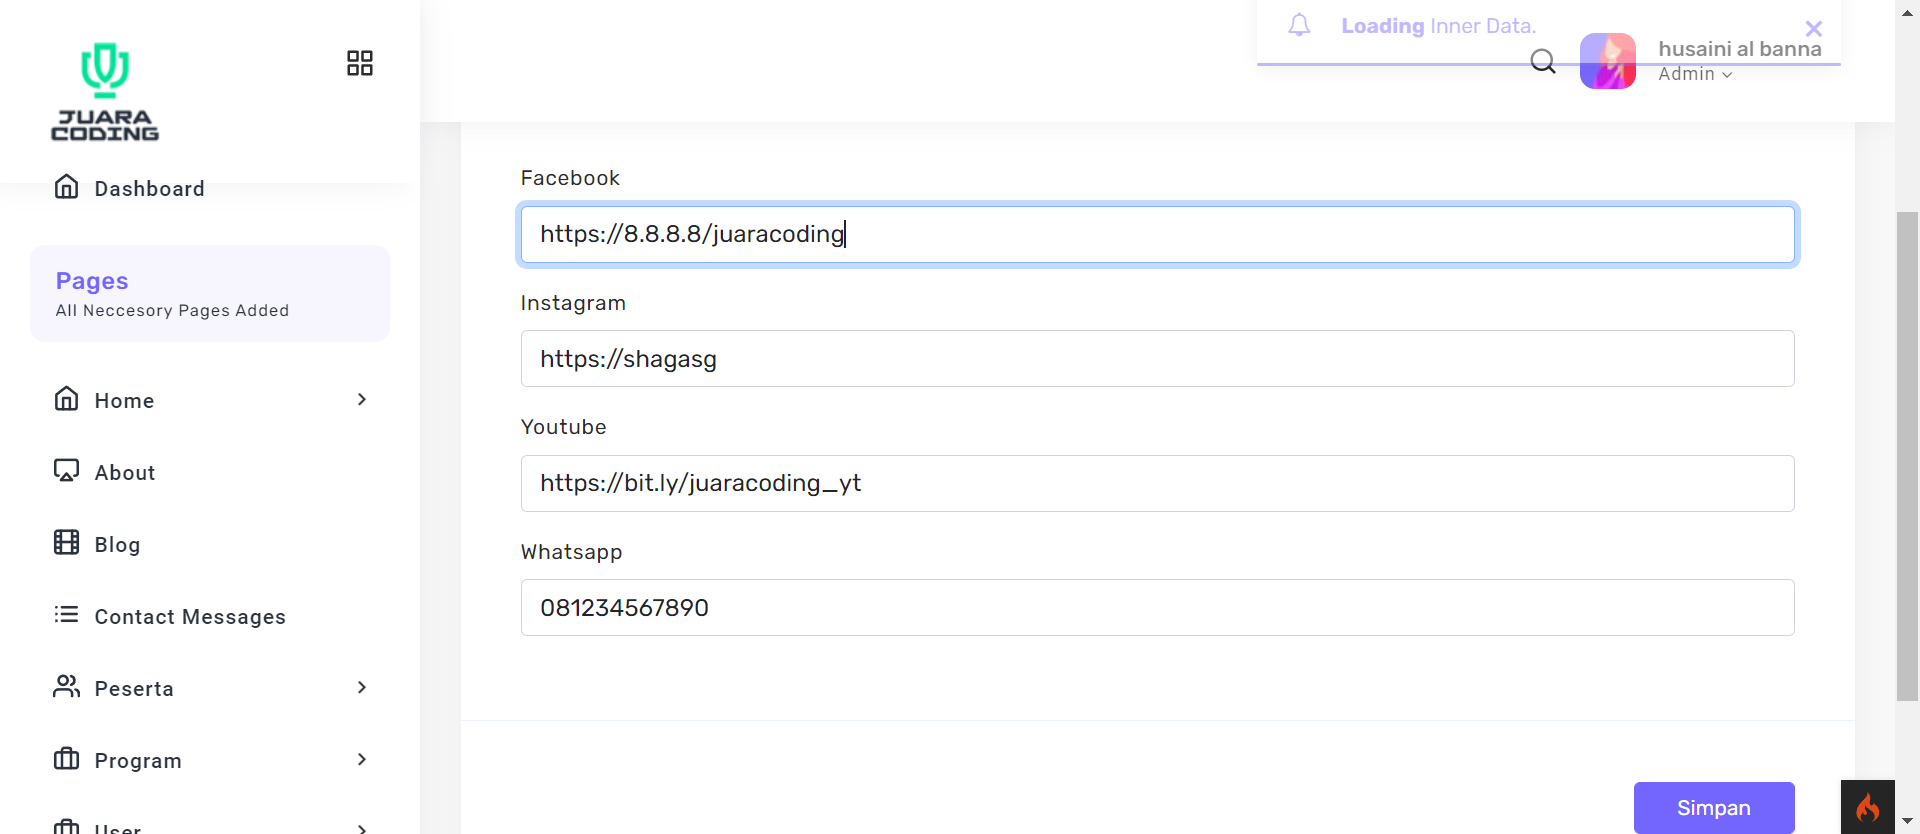 JUARA
CODING
Dashboard
Pages
All Neccesory Pages Added
Home
About
Blog
Contact Messages
Peserta
Program
User
Loading Inner Data.
husaini al banna
Admin
Facebook
https://8.8.8.8/juaracoding
Instagram
https://shagasg
Youtube
https://bit.ly/juaracoding_yt
Whatsapp
081234567890
Simpan